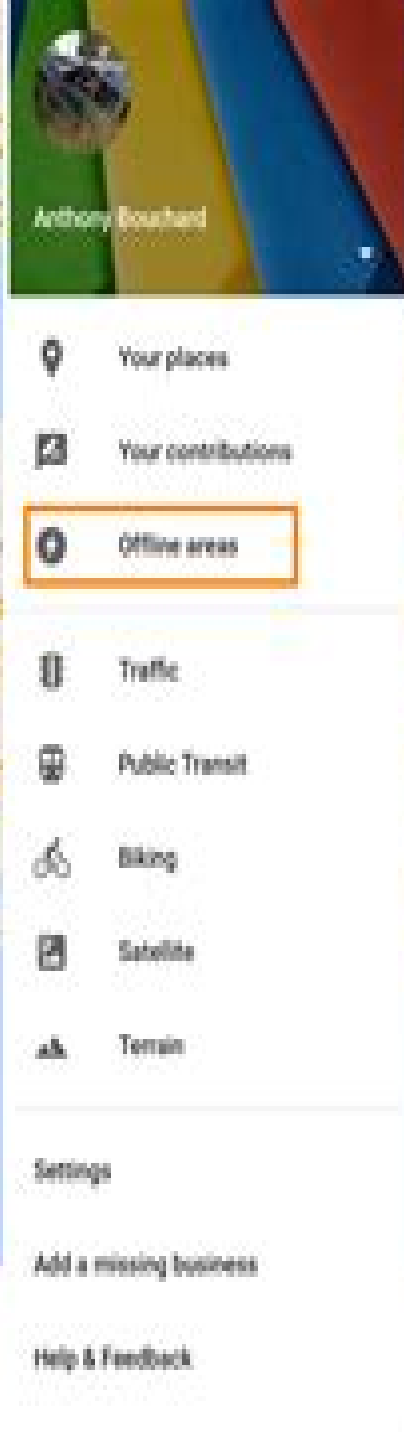 Anthony Bouchard
Your places
Your contributions
Offline areas
Traffic
Public Transit
Biking
Satellite
Terrain
Settings
Add a missing business
Help & Feedback